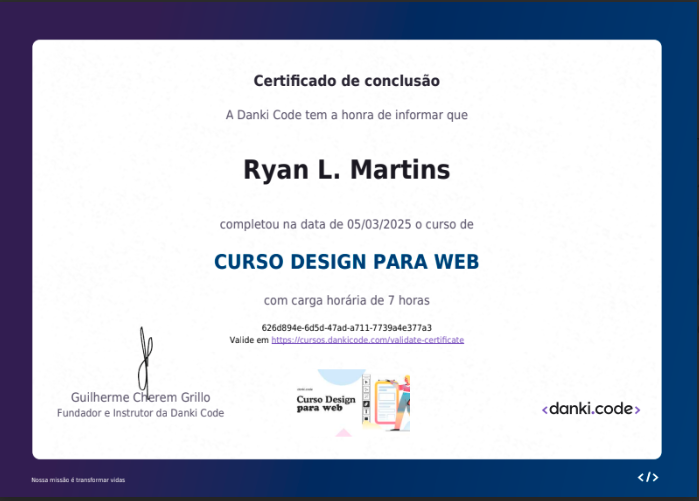 Certificado de conclusão
A Danki Code tem a honra de informar que
Ryan L. Martins
completou na data de 05/03/2025 o curso de
CURSO DESIGN PARA WEB
com carga horária de 7 horas
626d894e-6d5d-47ad-a711-7739a4e377a3
Valide em https://cursos.dankicode.com/validate-certificate
Guilherme Cherem Grillo
Fundador e Instrutor da Danki Code
Curso Design
para web
<danki.code>
Nossa missão é transformar vidas
</>